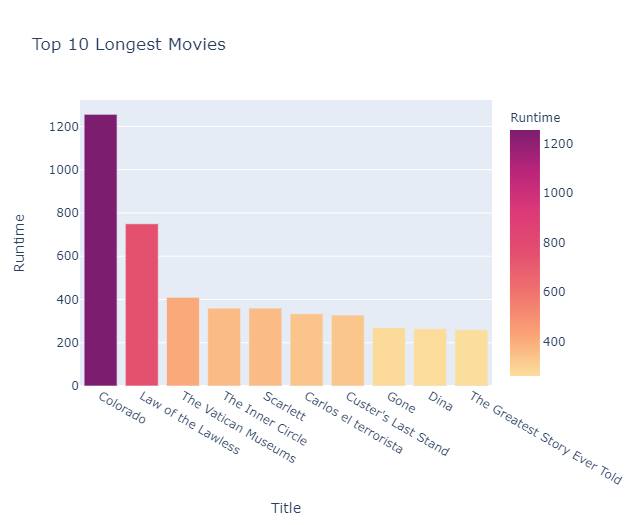 Top 10 Longest Movies
Runtime
1200
1000
800
600
400
200
0
Colorado
Law of the Lawless
The Vatican Museums
The Inner Circle
Scarlett
Carlos el terrorista
Custer's Last Stand
Gone
Dina
The Greatest Story Ever Told
Title
Runtime
1200
1000
800
600
400